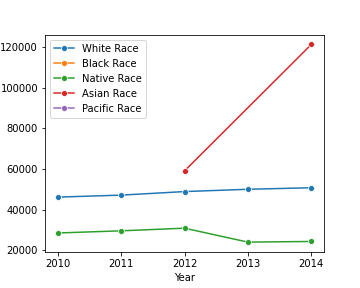 120000
100000
80000
60000
40000
20000
White Race
Black Race
Native Race
Asian Race
Pacific Race
2010 2011 2012 2013 2014
Year